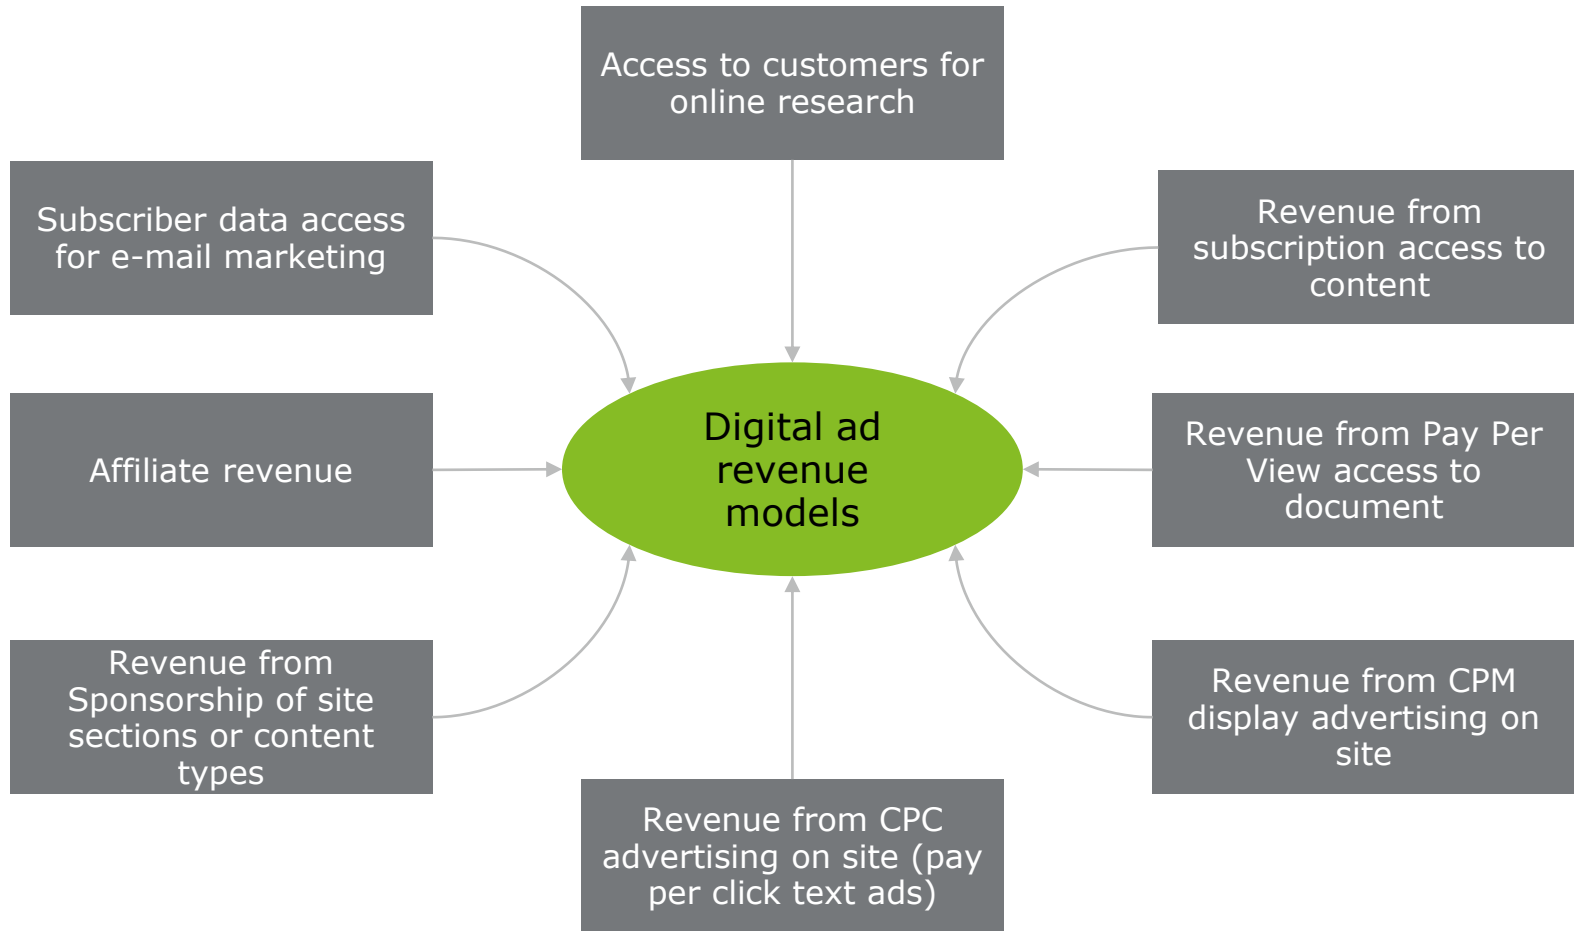 Access to customers for
online research
Subscriber data access
for e-mail marketing
Revenue from
subscription access to
content
Affiliate revenue
Digital ad
revenue
models
Revenue from Pay Per
View access to
document
Revenue from
Sponsorship of site
sections or content
types
Revenue from CPM
display advertising on
site
Revenue from CPC
advertising on site (pay
per click text ads)